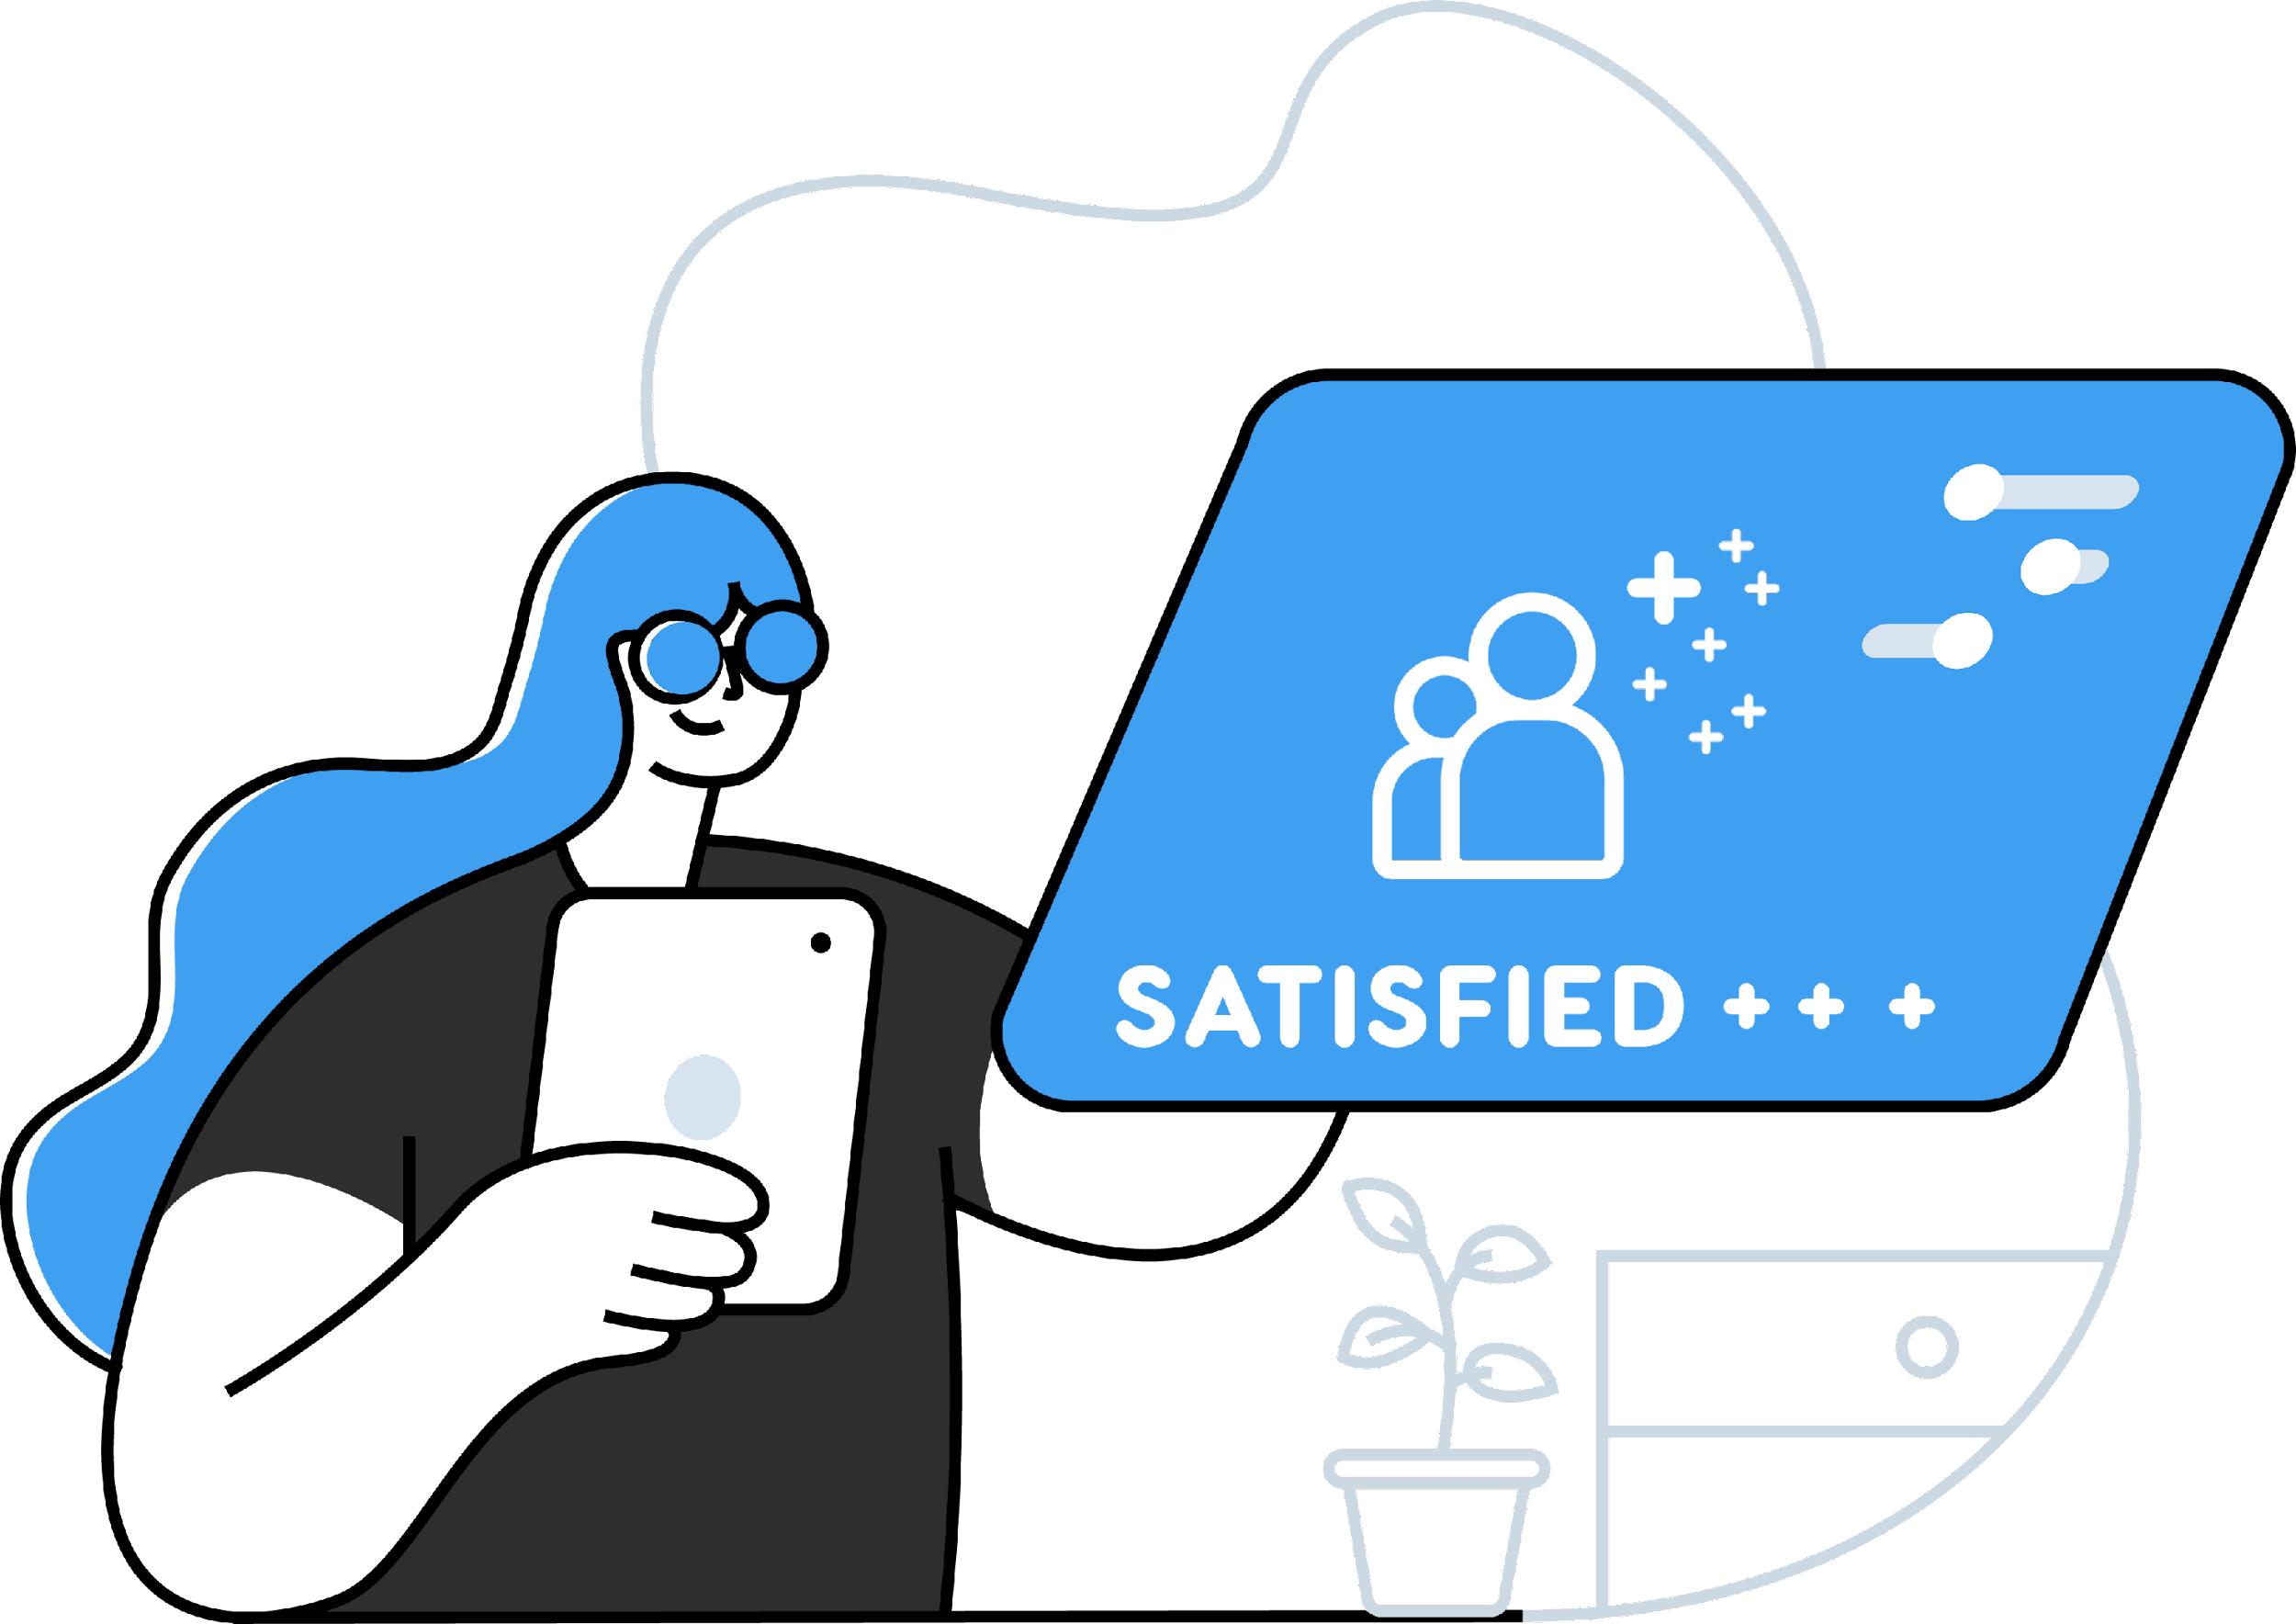 SATISFIED + + +